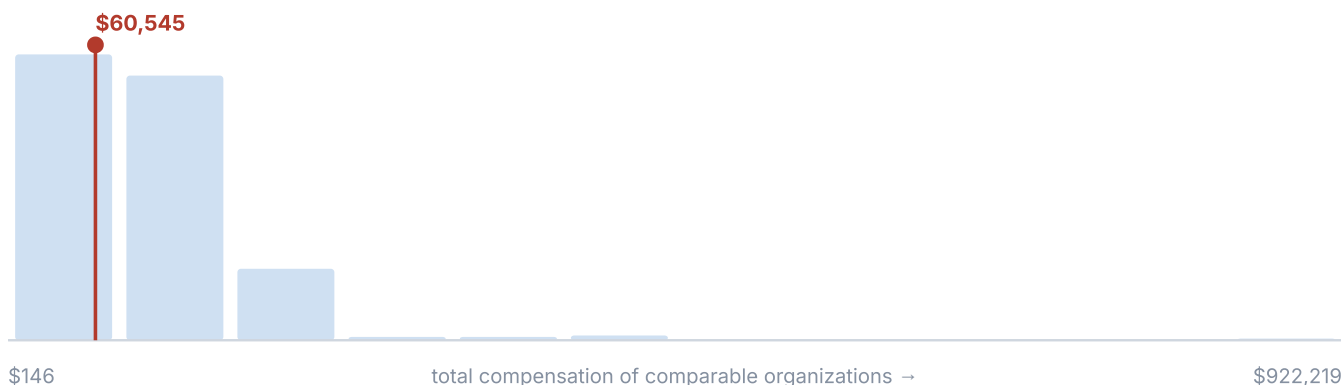 $60,545
$146
total compensation of comparable organizations →
$922,219